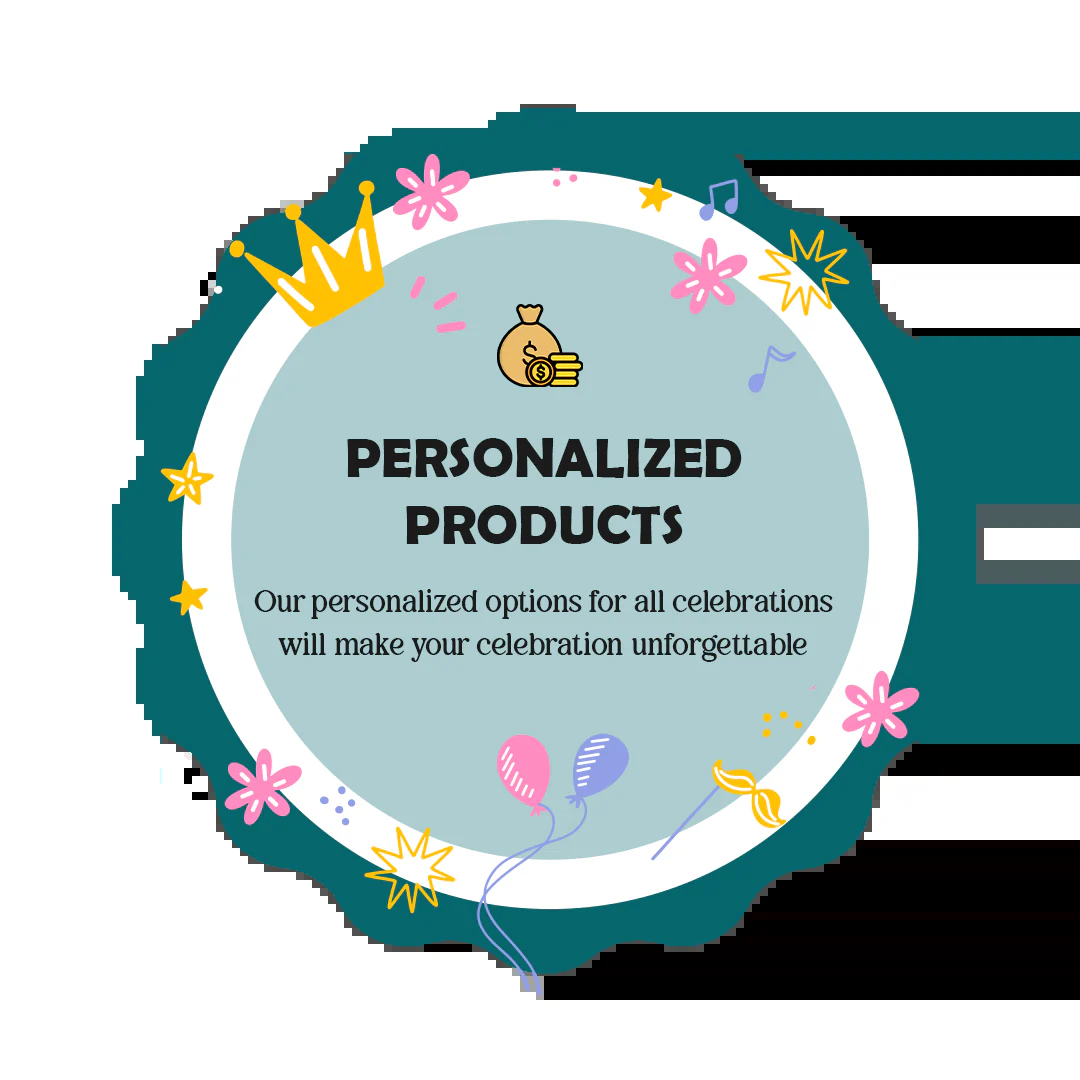 PERSONALIZED
PRODUCTS
Our personalized options for all celebrations
will make your celebration unforgettable